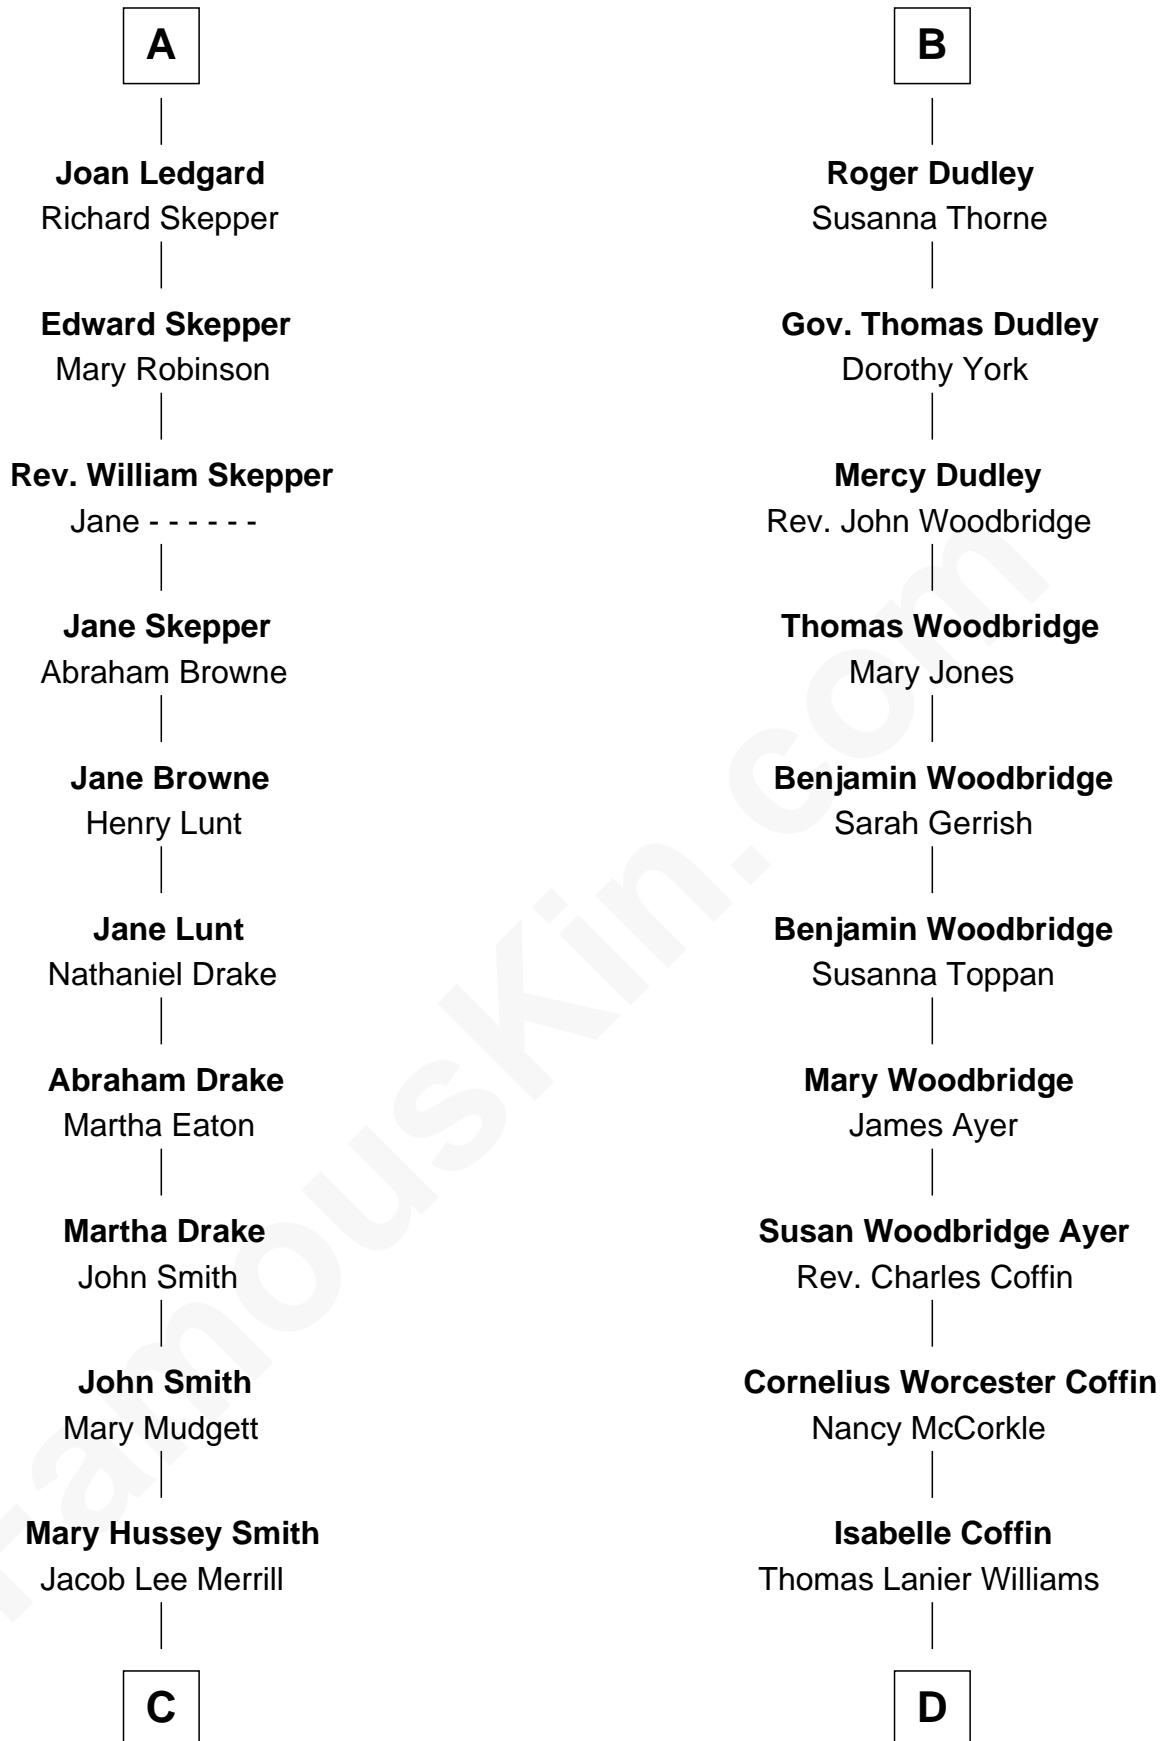 A
Joan Ledgard
Richard Skepper
Edward Skepper
Mary Robinson
Rev. William Skepper
Jane - - - - - -
Jane Skepper
Abraham Browne
Jane Browne
Henry Lunt
Jane Lunt
Nathaniel Drake
Abraham Drake
Martha Eaton
Martha Drake
John Smith
John Smith
Mary Mudgett
Mary Hussey Smith
Jacob Lee Merrill
C
B
Roger Dudley
Susanna Thorne
Gov. Thomas Dudley
Dorothy York
Mercy Dudley
Rev. John Woodbridge
Thomas Woodbridge
Mary Jones
Benjamin Woodbridge
Sarah Gerrish
Benjamin Woodbridge
Susanna Toppan
Mary Woodbridge
James Ayer
Susan Woodbridge Ayer
Rev. Charles Coffin
Cornelius Worcester Coffin
Nancy McCorkle
Isabelle Coffin
Thomas Lanier Williams
D
FamousKin.com